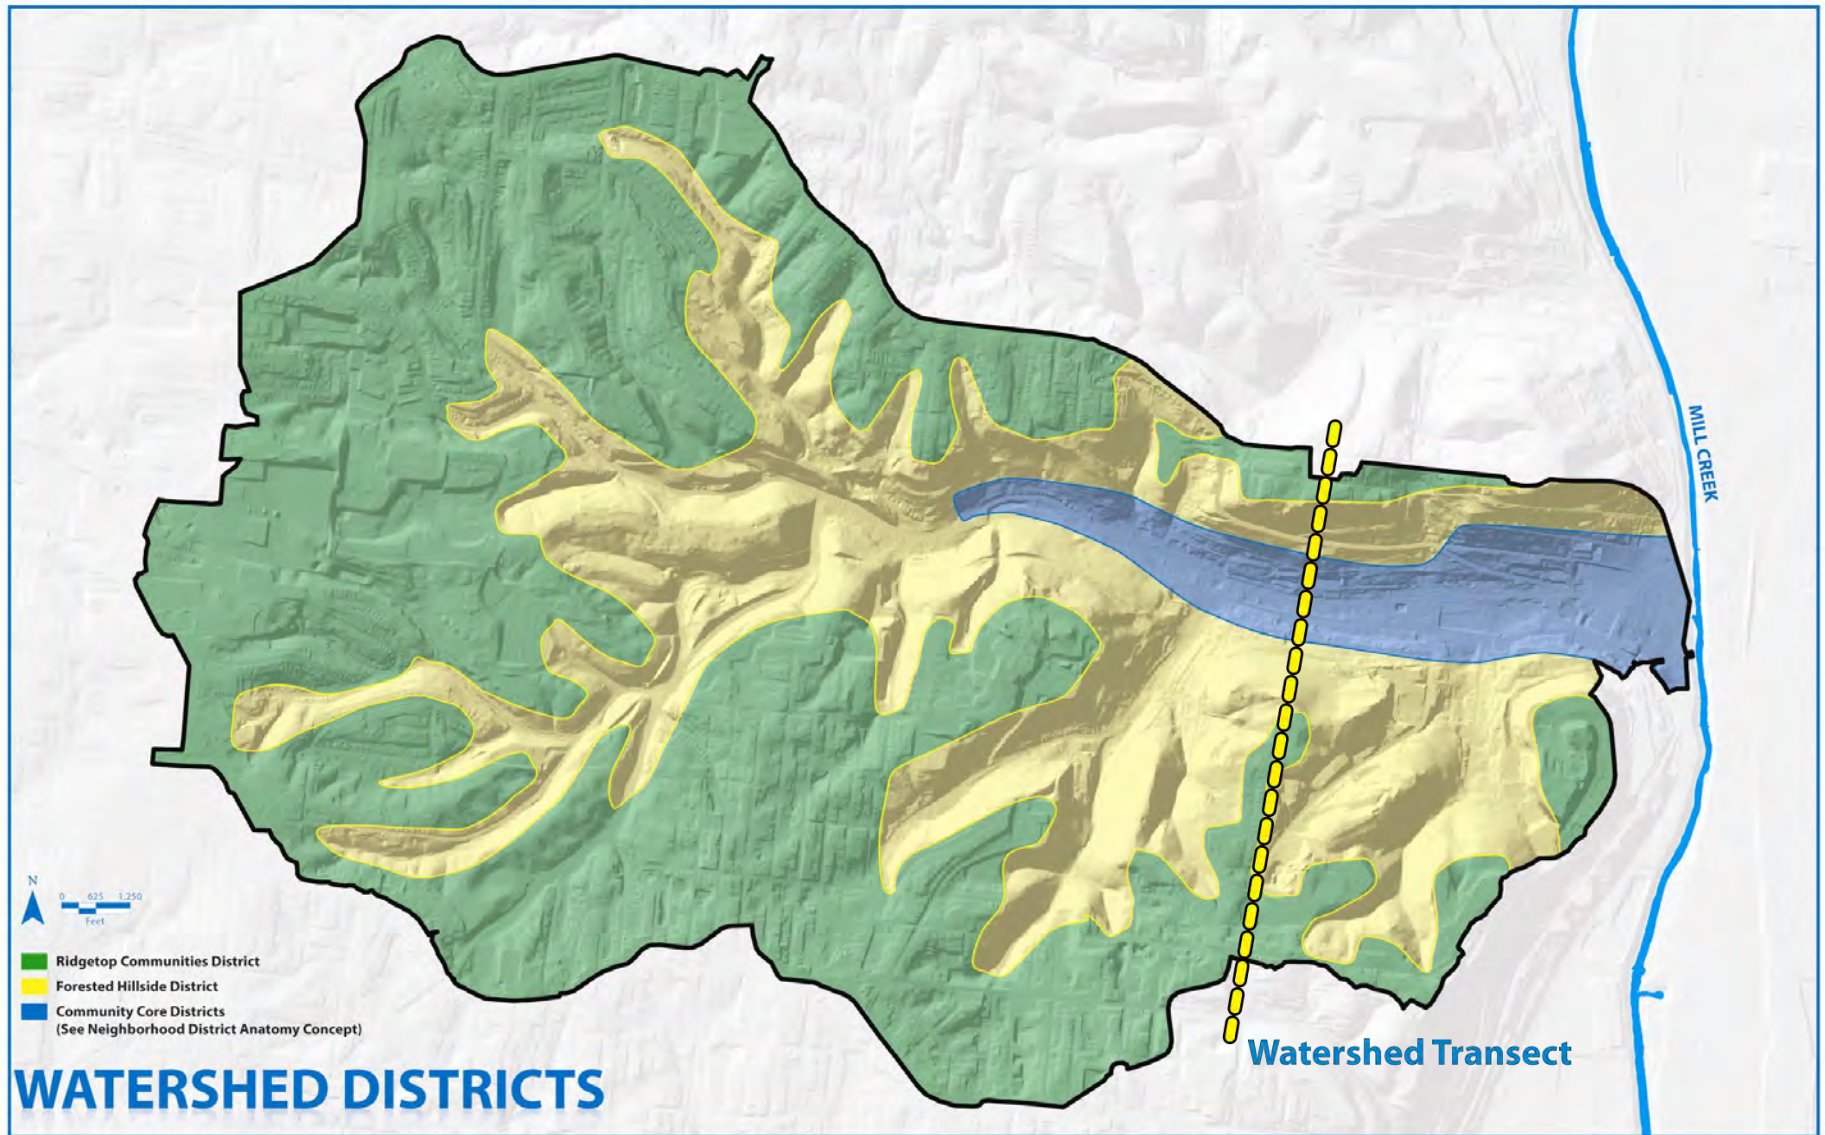 MILL CREEK
N
0 625 1,250
Feet
Ridgetop Communities District
Forested Hillside District
Community Core Districts
(See Neighborhood District Anatomy Concept)
Watershed Transect
WATERSHED DISTRICTS